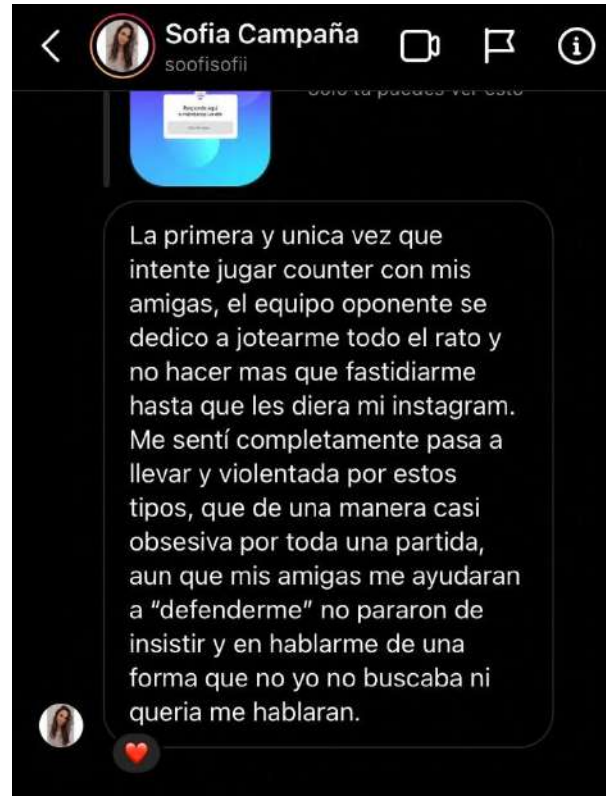 Sofia Campaña
soofisofii
La primera y unica vez que
intente jugar counter con mis
amigas, el equipo oponente se
dedico a jotearme todo el rato y
no hacer mas que fastidiarme
hasta que les diera mi instagram.
Me sentí completamente pasa a
llevar y violentada por estos
tipos, que de una manera casi
obsesiva por toda una partida,
aun que mis amigas me ayudaran
a “defenderme” no pararon de
insistir y en hablarme de una
forma que no yo no buscaba ni
queria me hablaran.